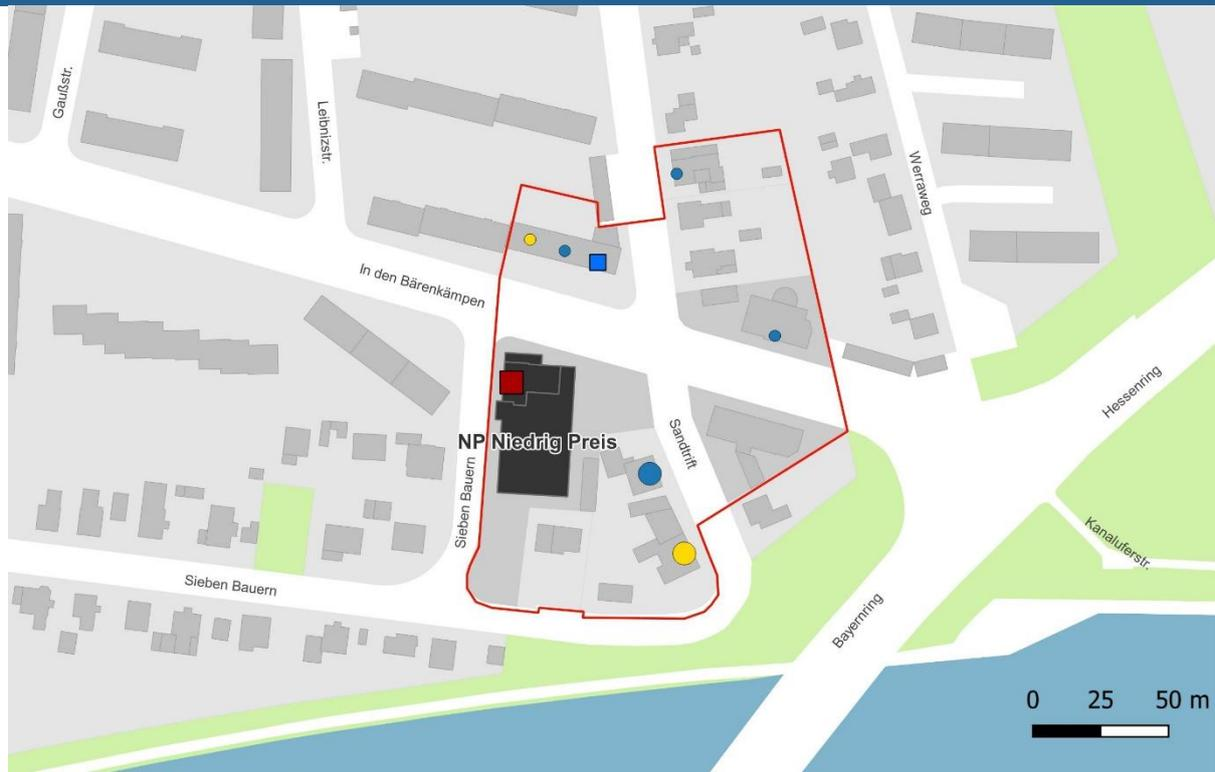 Gaußstr.
Leibnizstr.
Werraweg
In den Bärenkämpen
Hessenring
NP Niedrig Preis
Sandtrift
Sieben Bauern
Kanaluferstr.
Sieben Bauern
Bayernring
0 25 50 m